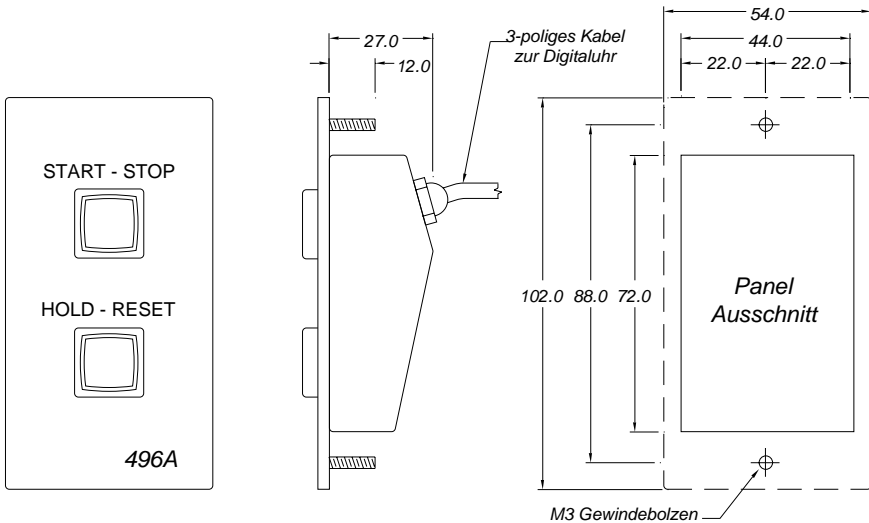 START - STOP
HOLD - RESET
496A
27.0
12.0
3-poliges Kabel
zur Digitaluhr
54.0
44.0
22.0
22.0
102.0
88.0
72.0
Panel
Ausschnitt
M3 Gewindebolzen